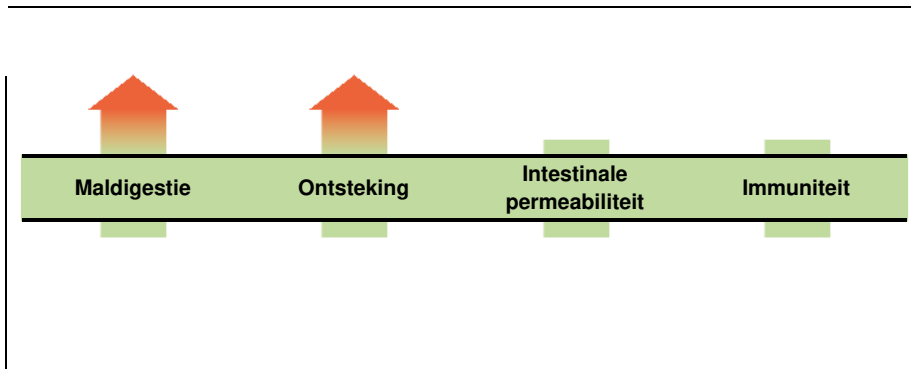 Maldigestie
Ontsteking
Intestinale
permeabiliteit
Immuniteit